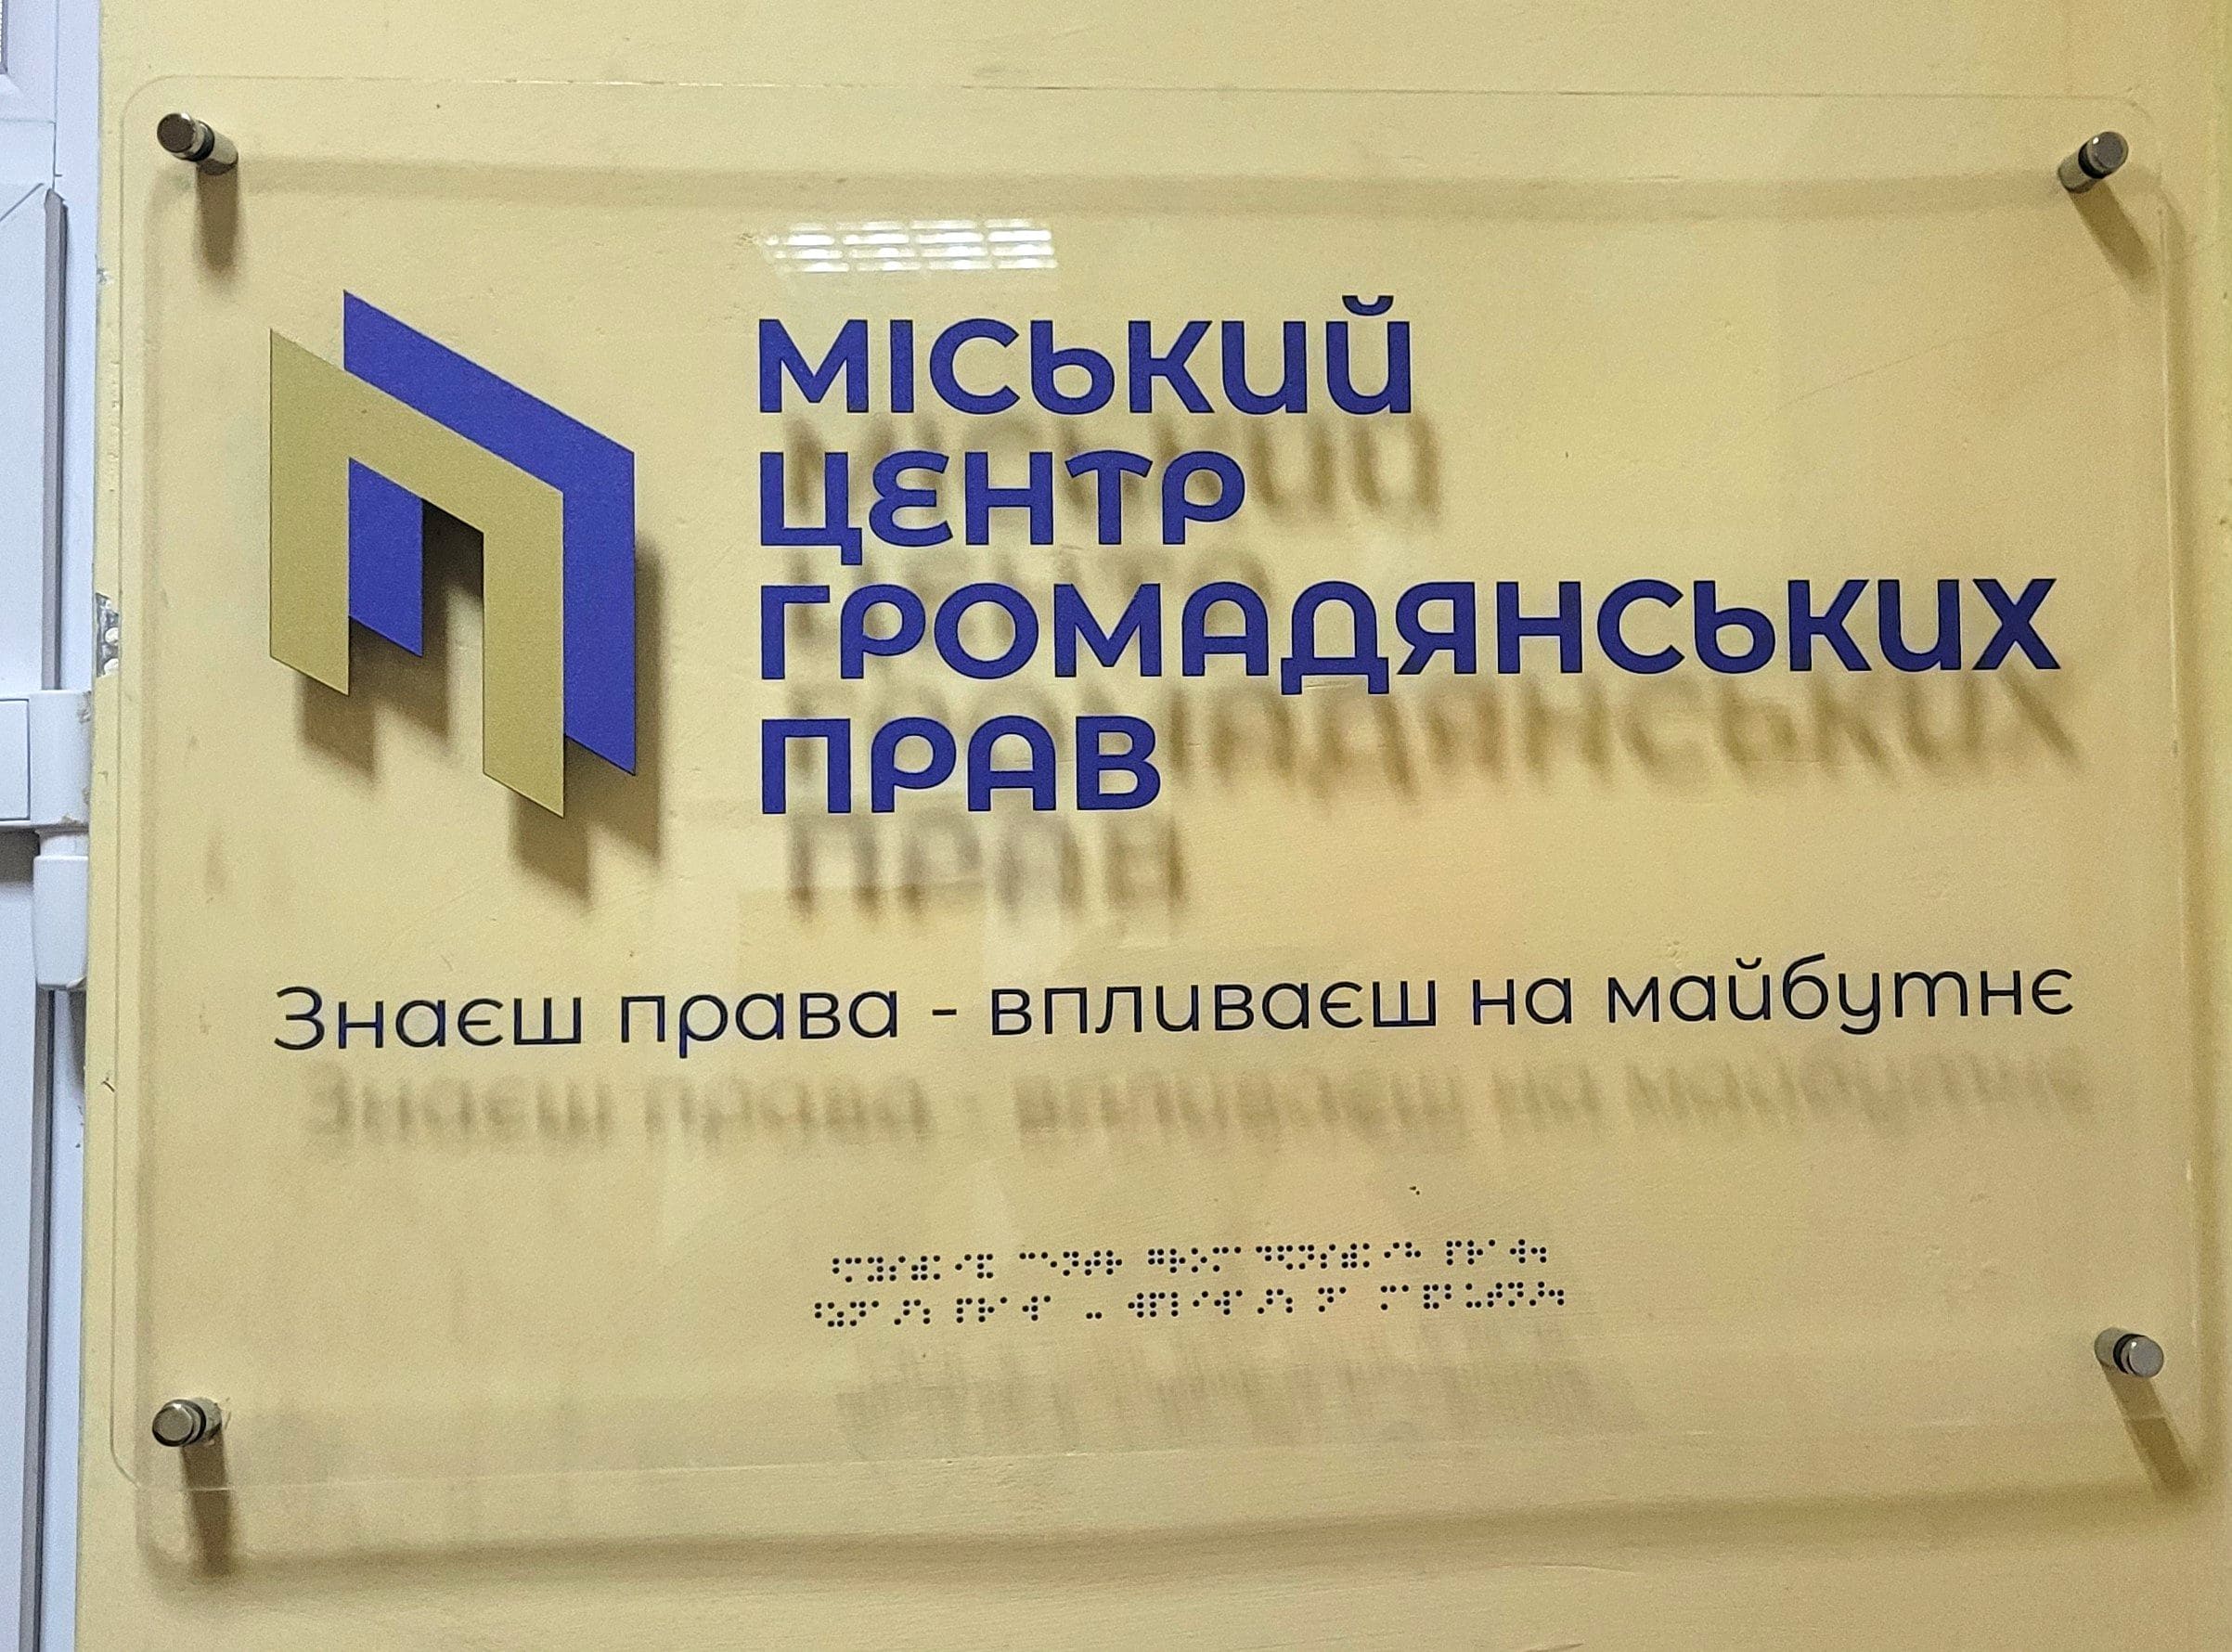 МІСЬКИЙ
ЦЕНТР
ГРОМАДЯНСЬКИХ
ПРАВ
Знаєш права - впливаєш на майбутнє